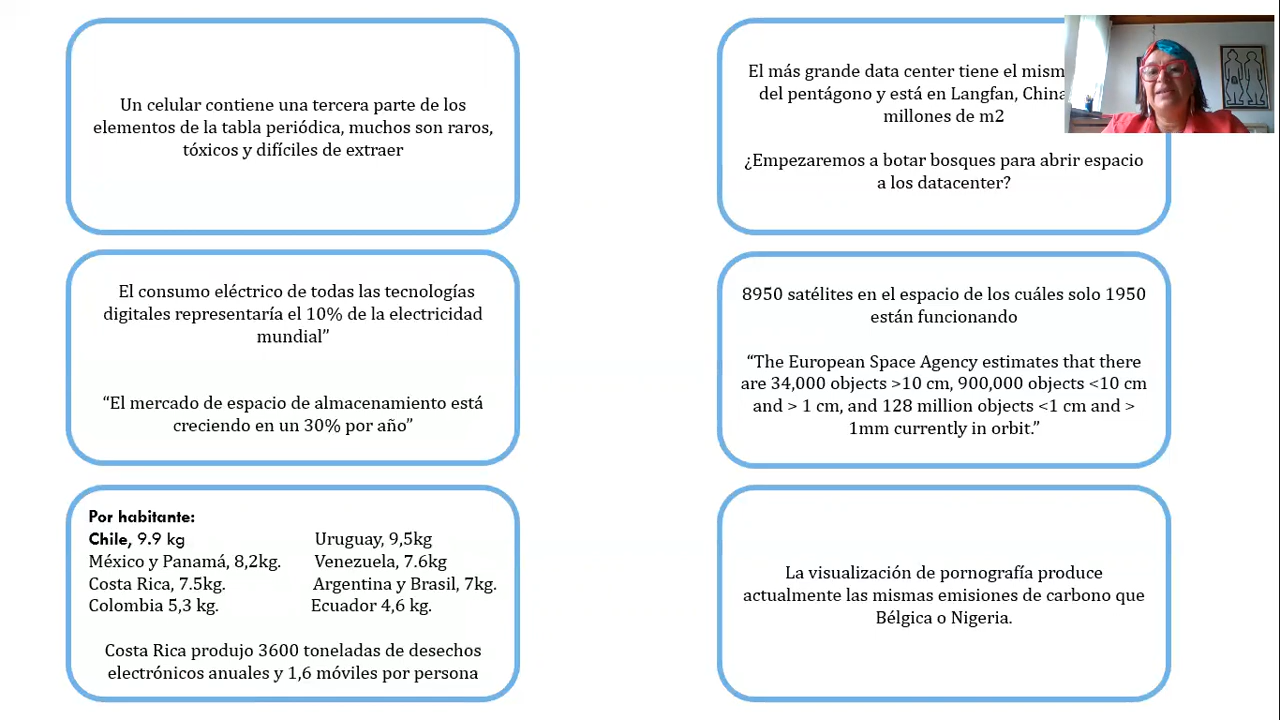 Un celular contiene una tercera parte de los
elementos de la tabla periódica, muchos son raros,
tóxicos y difíciles de extraer
El más grande data center tiene el mism
del pentágono y está en Langfan, China
millones de m2
¿Empezaremos a botar bosques para abrir espacio
a los datacenter?
El consumo eléctrico de todas las tecnologías
digitales representaría el 10% de la electricidad
mundial”
“El mercado de espacio de almacenamiento está
creciendo en un 30% por año”
8950 satélites en el espacio de los cuáles solo 1950
están funcionando
“The European Space Agency estimates that there
are 34,000 objects >10 cm, 900,000 objects <10 cm
and > 1 cm, and 128 million objects <1 cm and >
1mm currently in orbit.”
Por habitante:
Chile, 9.9 kg Uruguay, 9,5kg
México y Panamá, 8,2kg. Venezuela, 7.6kg
Costa Rica, 7.5kg. Argentina y Brasil, 7kg.
Colombia 5,3 kg. Ecuador 4,6 kg.
Costa Rica produjo 3600 toneladas de desechos
electrónicos anuales y 1,6 móviles por persona
La visualización de pornografía produce
actualmente las mismas emisiones de carbono que
Bélgica o Nigeria.